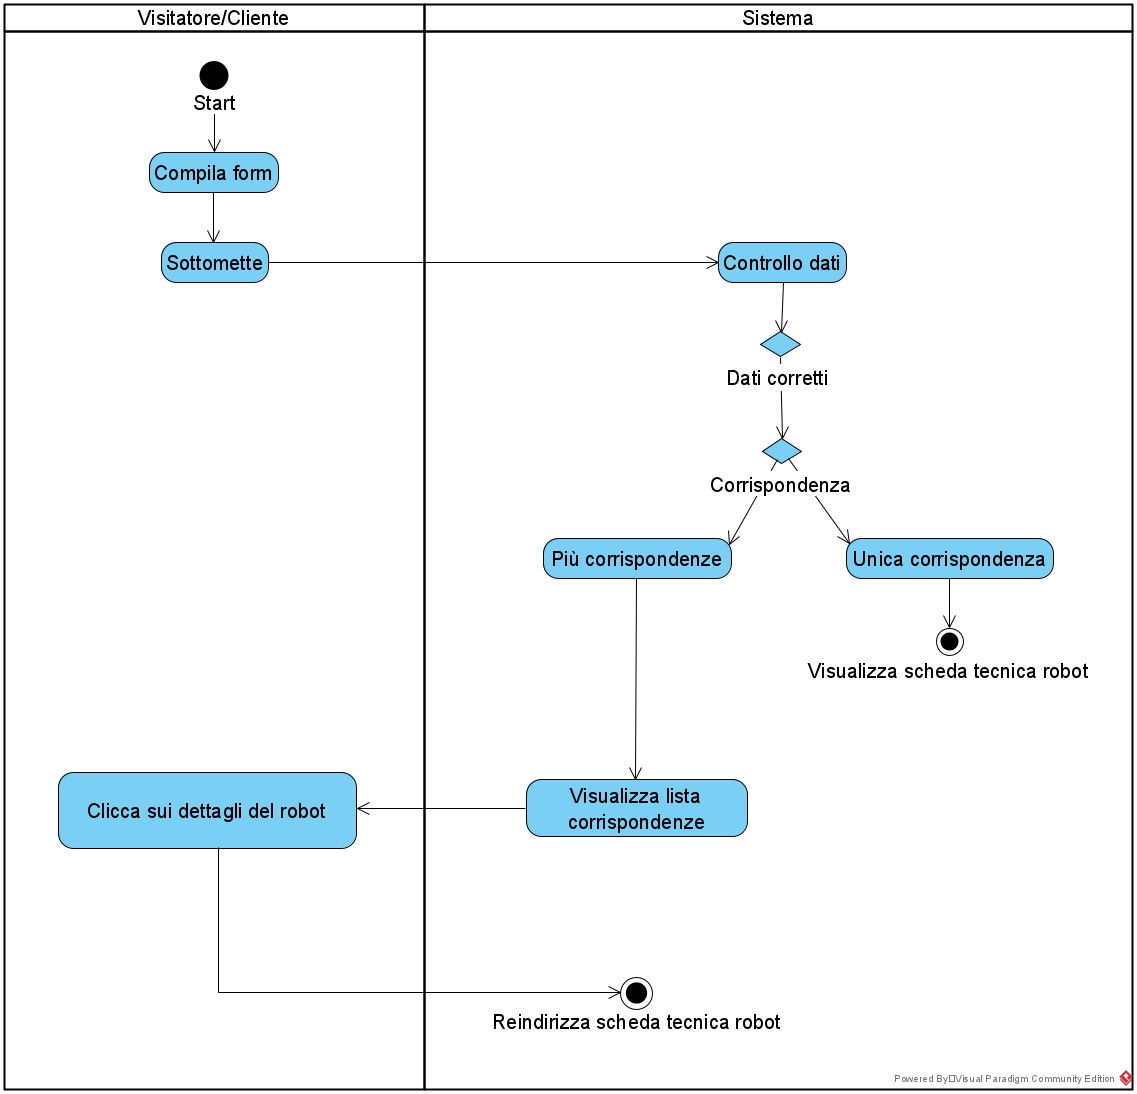 Visitatore/Cliente
Sistema
Start
Compila form
Sottomette
Controllo dati
Dati corretti
Corrispondenza
Più corrispondenze
Unica corrispondenza
Visualizza scheda tecnica robot
Visualizza lista
corrispondenze
Clicca sui dettagli del robot
Reindirizza scheda tecnica robot
Powered By□Visual Paradigm Community Edition